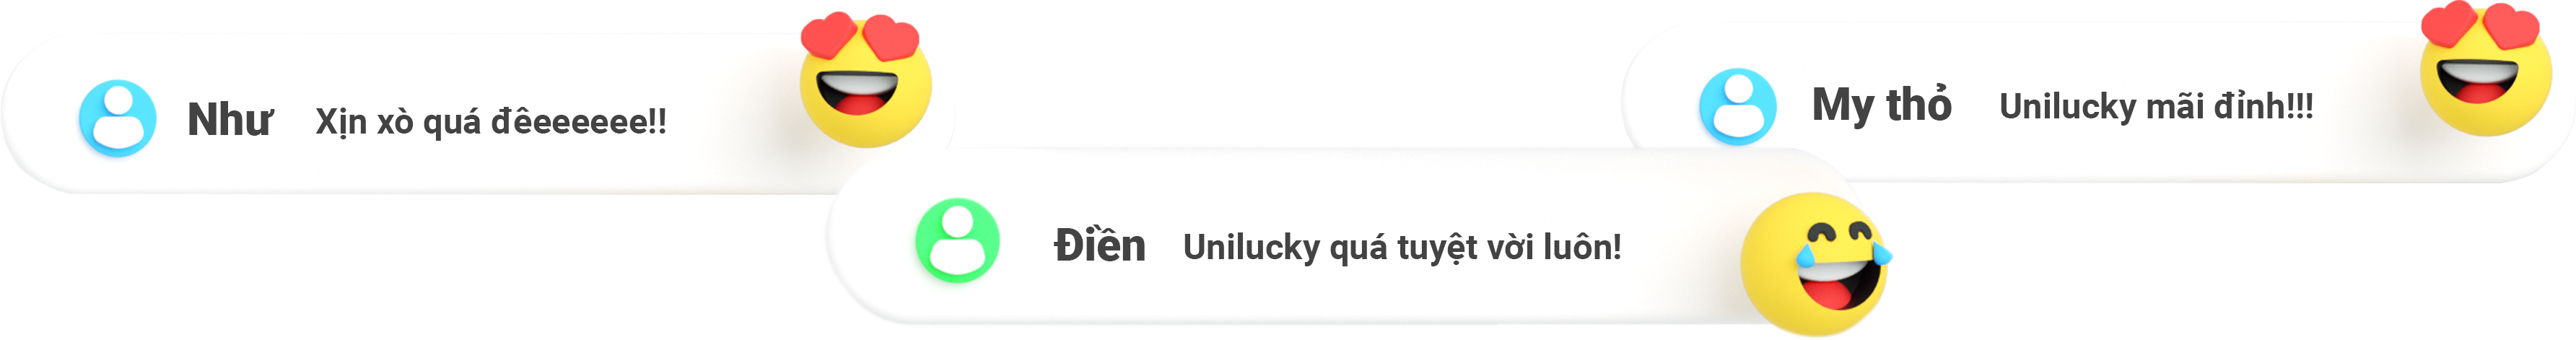 Như Xịn xò quá đêeeeeee!!
My thỏ Unilucky mãi đỉnh!!!
Điền Unilucky quá tuyệt vời luôn!